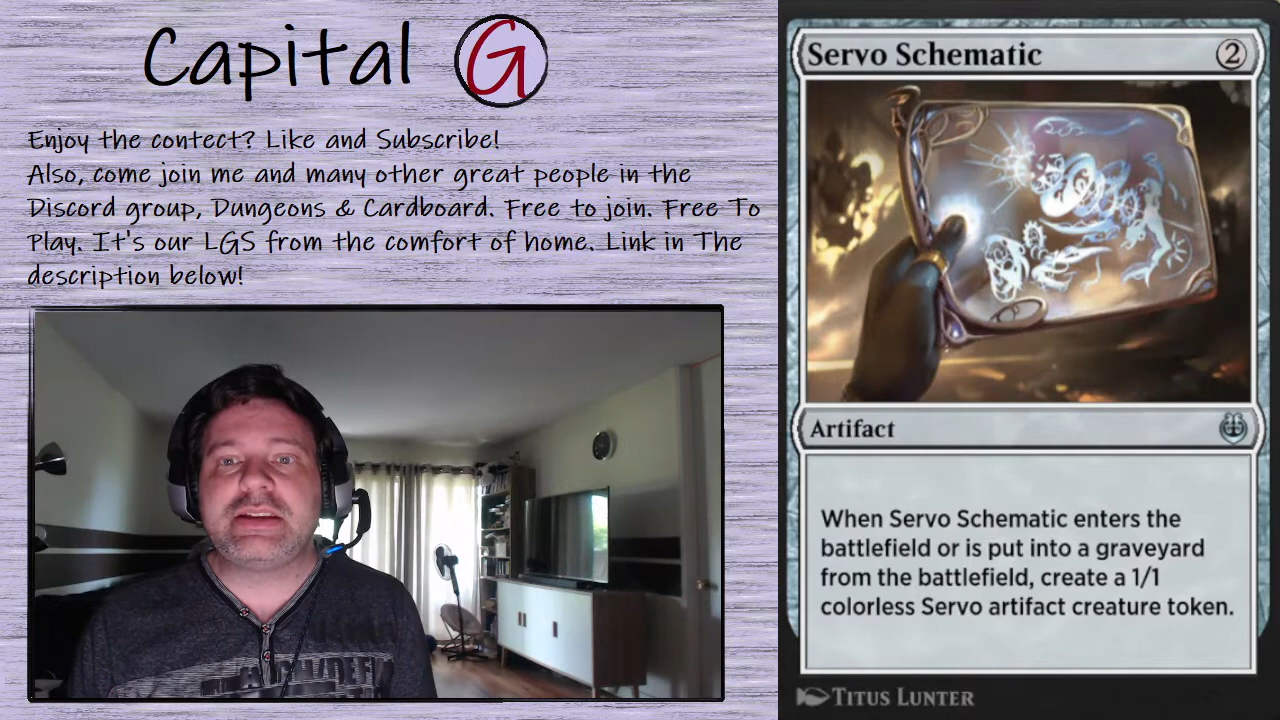 Capital G
Enjoy the contect? Like and Subscribe!
Also, come join me and many other great people in the
Discord group, Dungeons & Cardboard. Free to join. Free To
Play. It's our LGS from the comfort of home. Link in The
description below!
Servo Schematic 2
Artifact
When Servo Schematic enters the
battlefield or is put into a graveyard
from the battlefield, create a 1/1
colorless Servo artifact creature token.
Titus Lunter